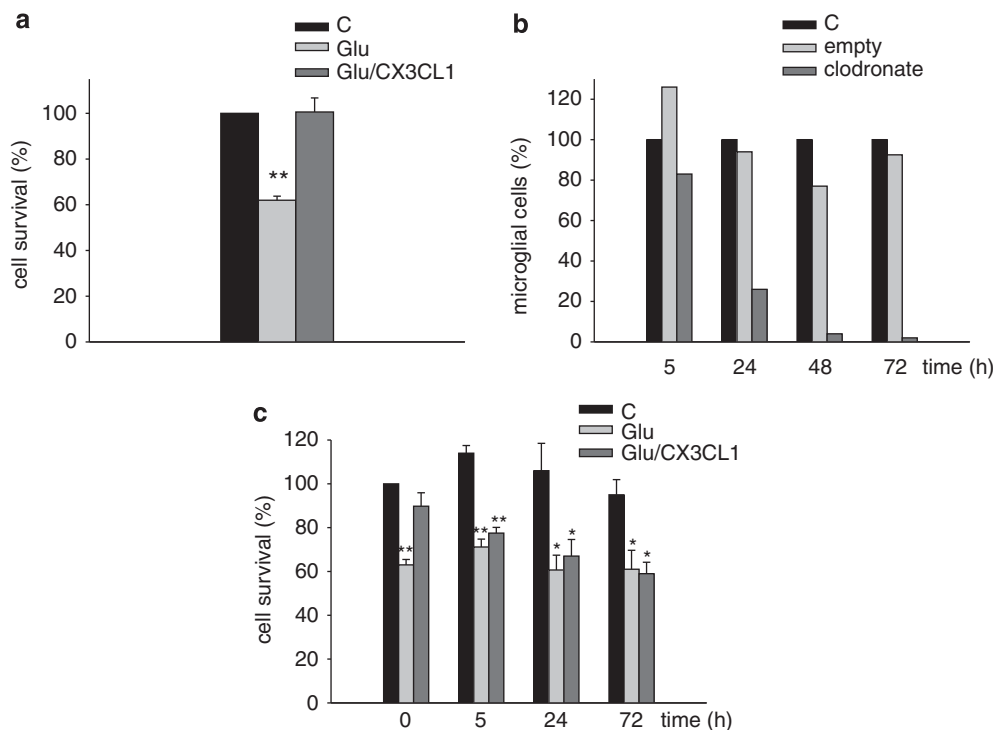 a
C
Glu
Glu/CX3CL1
cell survival (%)
100
80
60
40
20
0
**
b
C
empty
clodronate
microglial cells (%)
120
100
80
60
40
20
0
5 24 48 72 time (h)
c
C
Glu
Glu/CX3CL1
cell survival (%)
120
100
80
60
40
20
0
** ** ** * * * *
0 5 24 72 time (h)